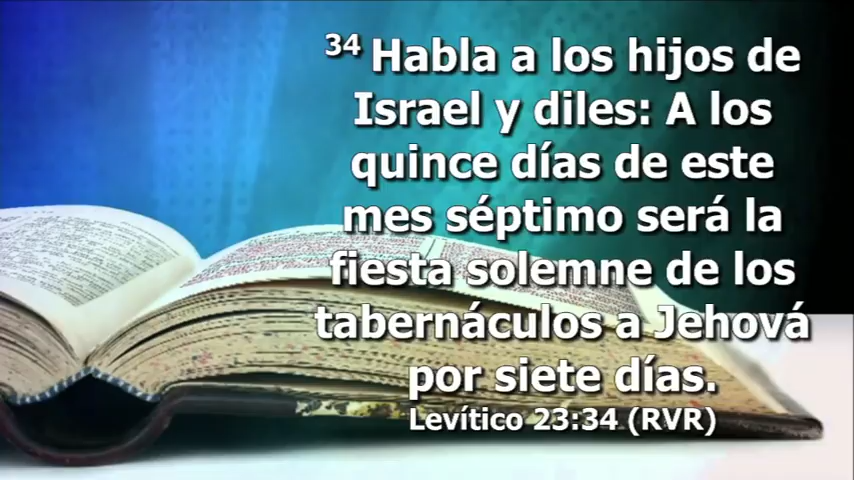 34 Habla a los hijos de
Israel y diles: A los
quince días de este
mes séptimo será la
fiesta solemne de los
tabernáculos a Jehová
por siete días.
Levítico 23:34 (RVR)